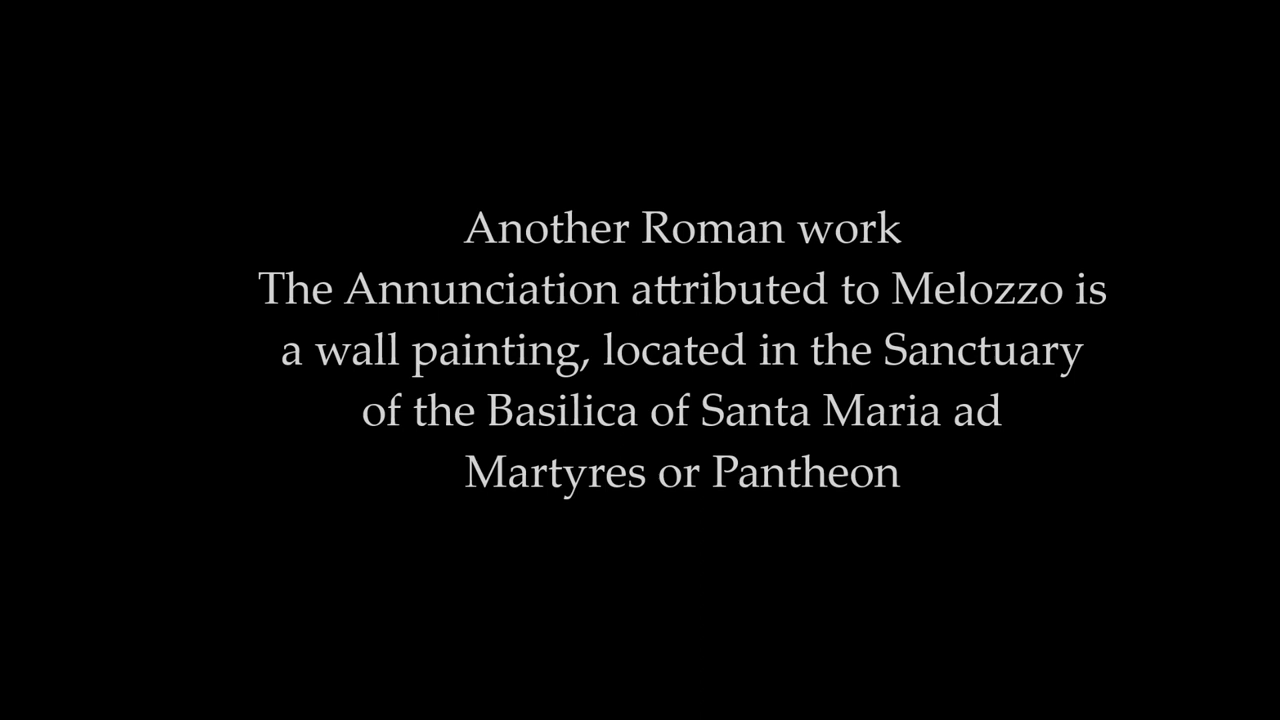 Another Roman work
The Annunciation attributed to Melozzo is
a wall painting, located in the Sanctuary
of the Basilica of Santa Maria ad
Martyres or Pantheon